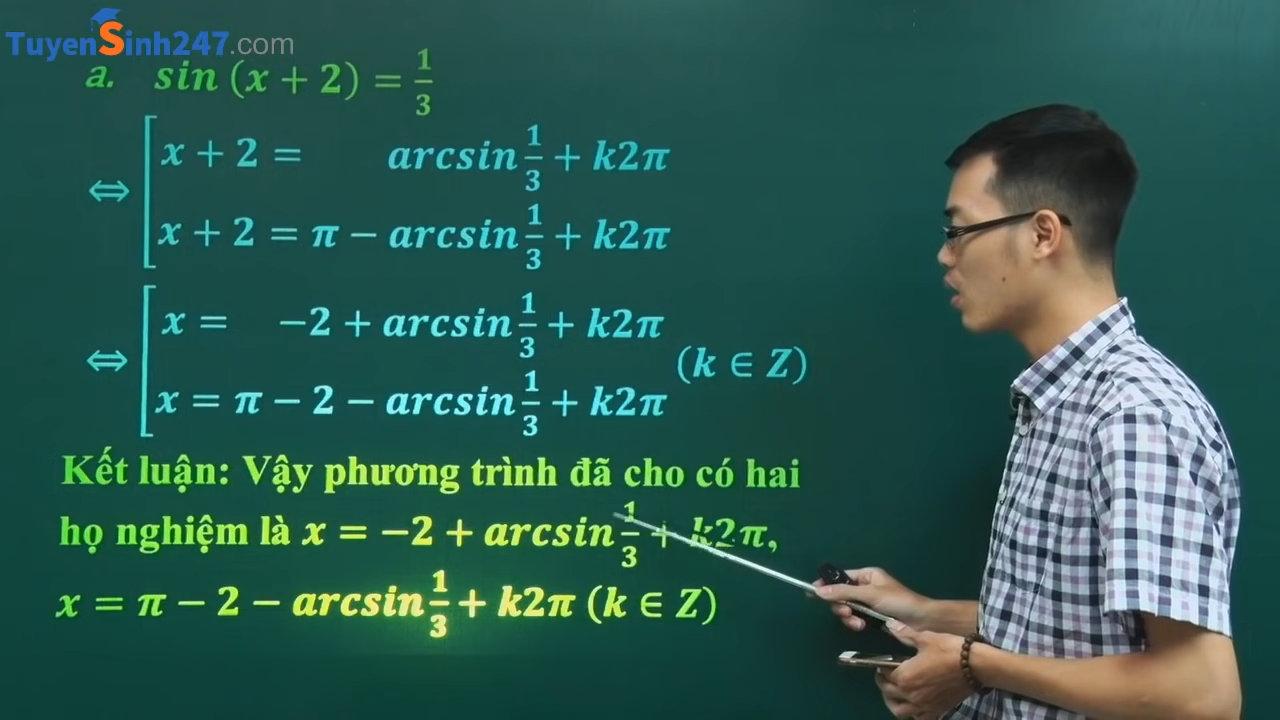 TuyenSinh247.com
a. sin (x + 2) = 1/3
⇔ [ x + 2 = arcsin 1/3 + k2π
x + 2 = π − arcsin 1/3 + k2π
⇔ [ x = −2 + arcsin 1/3 + k2π
(k ∈ Z)
x = π − 2 − arcsin 1/3 + k2π
Kết luận: Vậy phương trình đã cho có hai
họ nghiệm là x = −2 + arcsin 1/3 + k2π,
x = π − 2 − arcsin 1/3 + k2π (k ∈ Z)